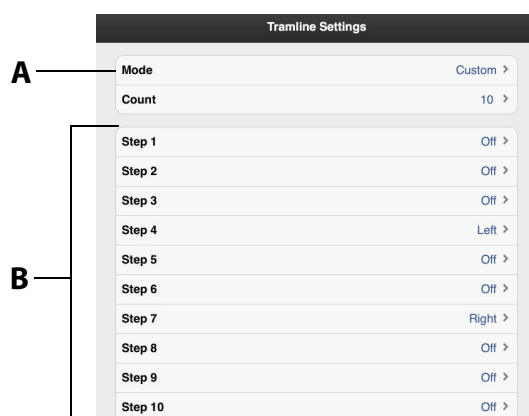 Tramline Settings
A
Mode Custom >
Count 10 >
B
Step 1 Off >
Step 2 Off >
Step 3 Off >
Step 4 Left >
Step 5 Off >
Step 6 Off >
Step 7 Right >
Step 8 Off >
Step 9 Off >
Step 10 Off >